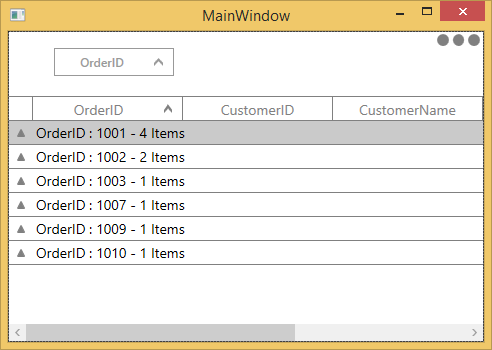 MainWindow
OrderID
OrderID CustomerID CustomerName
OrderID : 1001 - 4 Items
OrderID : 1002 - 2 Items
OrderID : 1003 - 1 Items
OrderID : 1007 - 1 Items
OrderID : 1009 - 1 Items
OrderID : 1010 - 1 Items